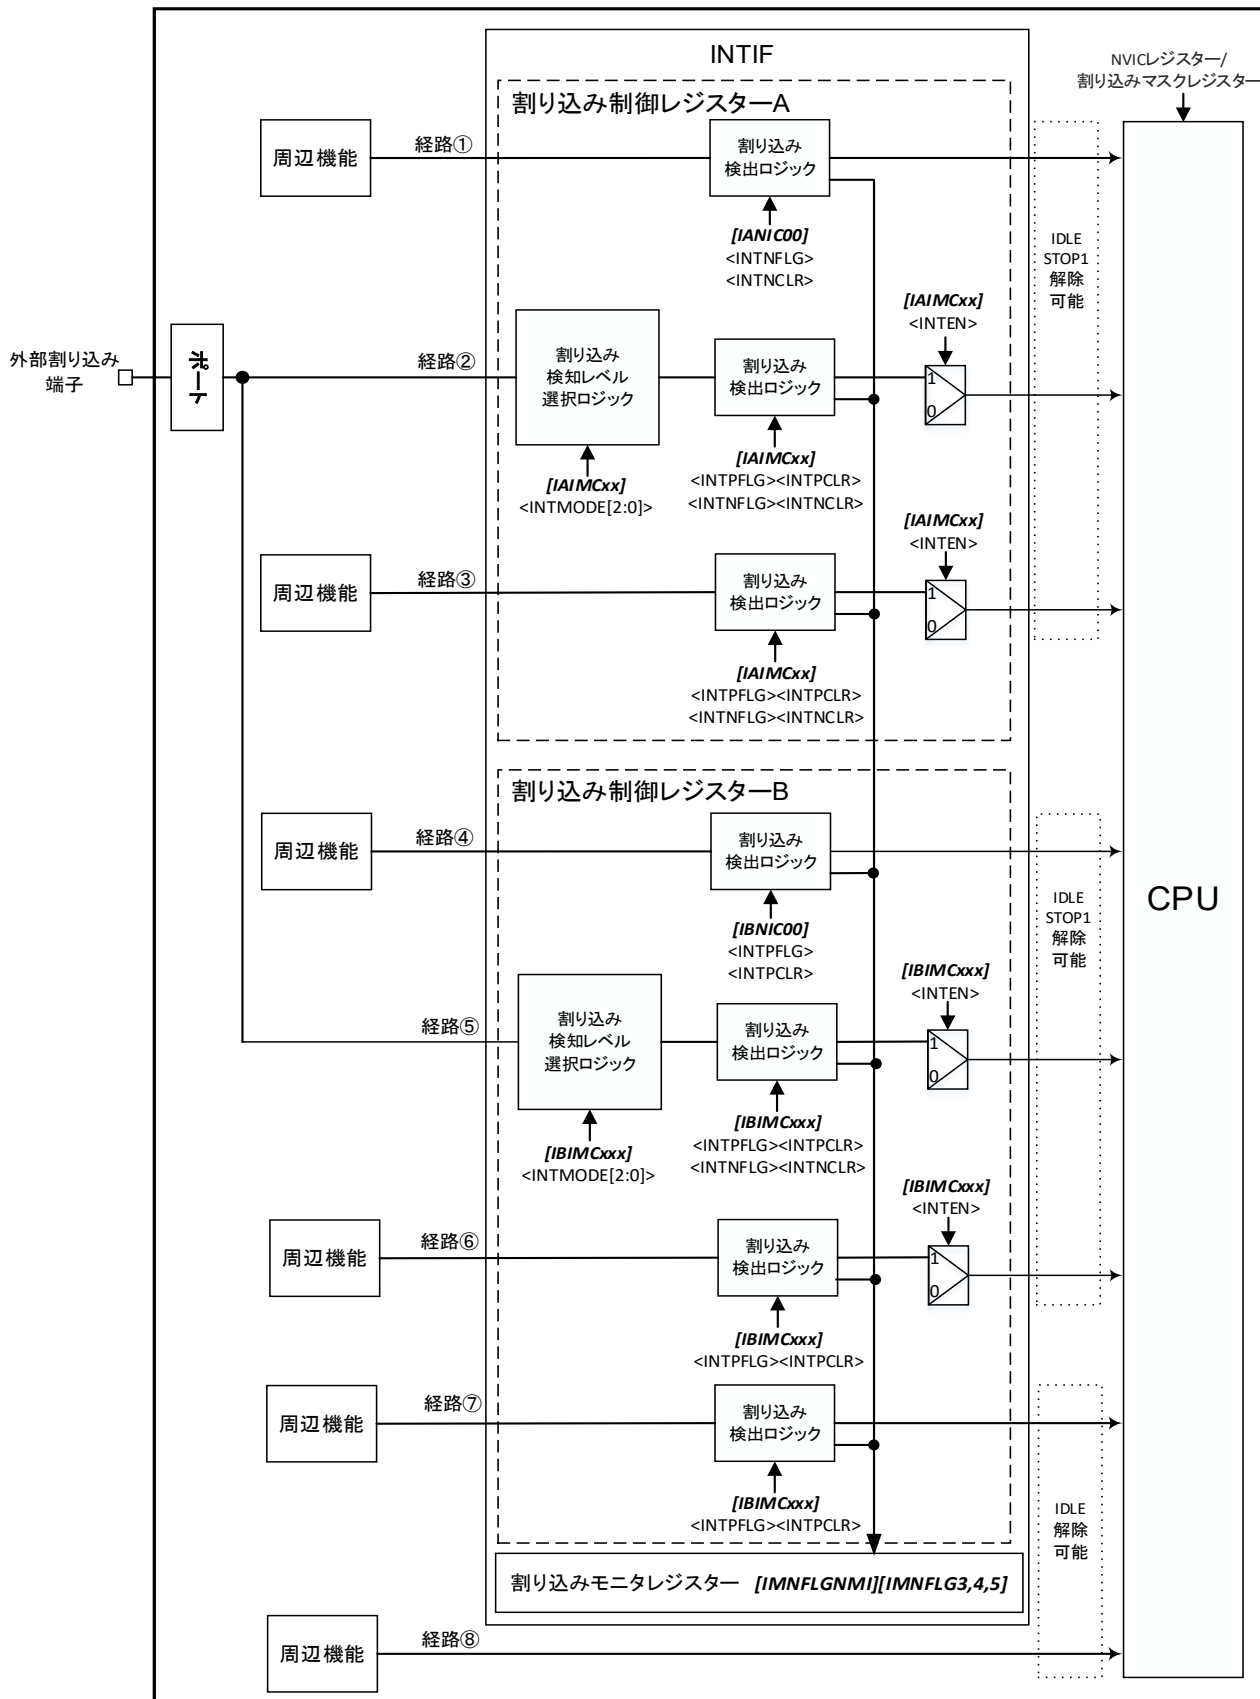 INTIF
NVICレジスター/
割り込みマスクレジスター
割り込み制御レジスターA
周辺機能
経路①
割り込み
検出ロジック
[IANIC00]
<INTNFLG>
<INTNCLR>
IDLE
STOP1
解除
可能
外部割り込み
端子
ポート
経路②
割り込み
検知レベル
選択ロジック
[IAIMCxx]
<INTMODE[2:0]>
割り込み
検出ロジック
[IAIMCxx]
<INTPFLG><INTPCLR>
<INTNFLG><INTNCLR>
[IAIMCxx]
<INTEN>
1
0
周辺機能
経路③
割り込み
検出ロジック
[IAIMCxx]
<INTPFLG><INTPCLR>
<INTNFLG><INTNCLR>
[IAIMCxx]
<INTEN>
1
0
割り込み制御レジスターB
周辺機能
経路④
割り込み
検出ロジック
[IBNIC00]
<INTPFLG>
<INTPCLR>
IDLE
STOP1
解除
可能
CPU
経路⑤
割り込み
検知レベル
選択ロジック
[IBIMCxxx]
<INTMODE[2:0]>
割り込み
検出ロジック
[IBIMCxxx]
<INTPFLG><INTPCLR>
<INTNFLG><INTNCLR>
[IBIMCxxx]
<INTEN>
1
0
周辺機能
経路⑥
割り込み
検出ロジック
[IBIMCxxx]
<INTPFLG><INTPCLR>
[IBIMCxxx]
<INTEN>
1
0
周辺機能
経路⑦
割り込み
検出ロジック
[IBIMCxxx]
<INTPFLG><INTPCLR>
IDLE
解除
可能
割り込みモニタレジスター [IMNFLGNMI][IMNFLG3,4,5]
周辺機能
経路⑧